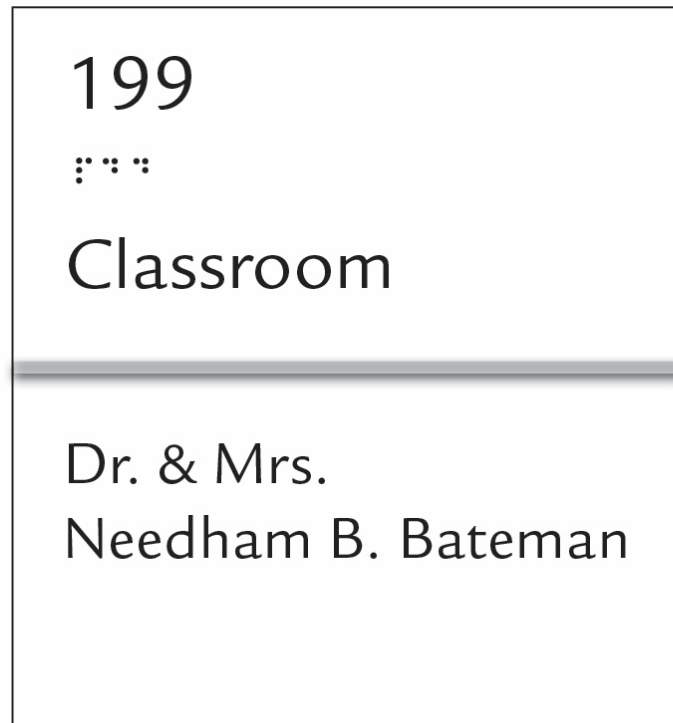 199
⠏⠙⠙
Classroom
Dr. & Mrs.
Needham B. Bateman